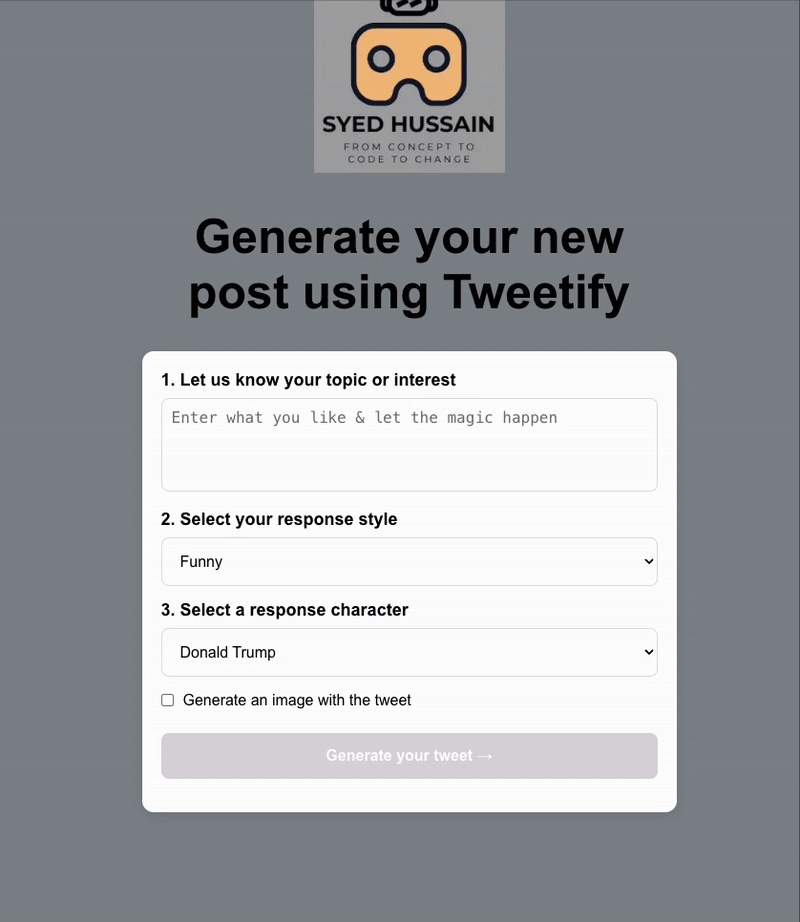 SYED HUSSAIN
FROM CONCEPT TO
CODE TO CHANGE
Generate your new
post using Tweetify
1. Let us know your topic or interest
Enter what you like & let the magic happen
2. Select your response style
Funny
3. Select a response character
Donald Trump
Generate an image with the tweet
Generate your tweet →